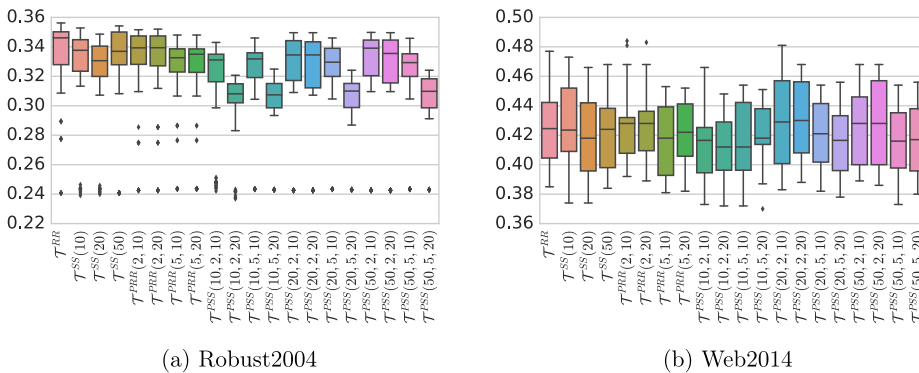 0.36
0.34
0.32
0.30
0.28
0.26
0.24
0.22
𝒯^RR
𝒯^SS(10)
𝒯^SS(20)
𝒯^SS(50)
𝒯^PRR(2, 10)
𝒯^PRR(2, 20)
𝒯^PRR(5, 10)
𝒯^PRR(5, 20)
𝒯^PSS(10, 2, 10)
𝒯^PSS(10, 2, 20)
𝒯^PSS(10, 5, 10)
𝒯^PSS(10, 5, 20)
𝒯^PSS(20, 2, 10)
𝒯^PSS(20, 2, 20)
𝒯^PSS(20, 5, 10)
𝒯^PSS(20, 5, 20)
𝒯^PSS(50, 2, 10)
𝒯^PSS(50, 2, 20)
𝒯^PSS(50, 5, 10)
𝒯^PSS(50, 5, 20)
(a) Robust2004
0.50
0.48
0.46
0.44
0.42
0.40
0.38
0.36
𝒯^RR
𝒯^SS(10)
𝒯^SS(20)
𝒯^SS(50)
𝒯^PRR(2, 10)
𝒯^PRR(2, 20)
𝒯^PRR(5, 10)
𝒯^PRR(5, 20)
𝒯^PSS(10, 2, 10)
𝒯^PSS(10, 2, 20)
𝒯^PSS(10, 5, 10)
𝒯^PSS(10, 5, 20)
𝒯^PSS(20, 2, 10)
𝒯^PSS(20, 2, 20)
𝒯^PSS(20, 5, 10)
𝒯^PSS(20, 5, 20)
𝒯^PSS(50, 2, 10)
𝒯^PSS(50, 2, 20)
𝒯^PSS(50, 5, 10)
𝒯^PSS(50, 5, 20)
(b) Web2014